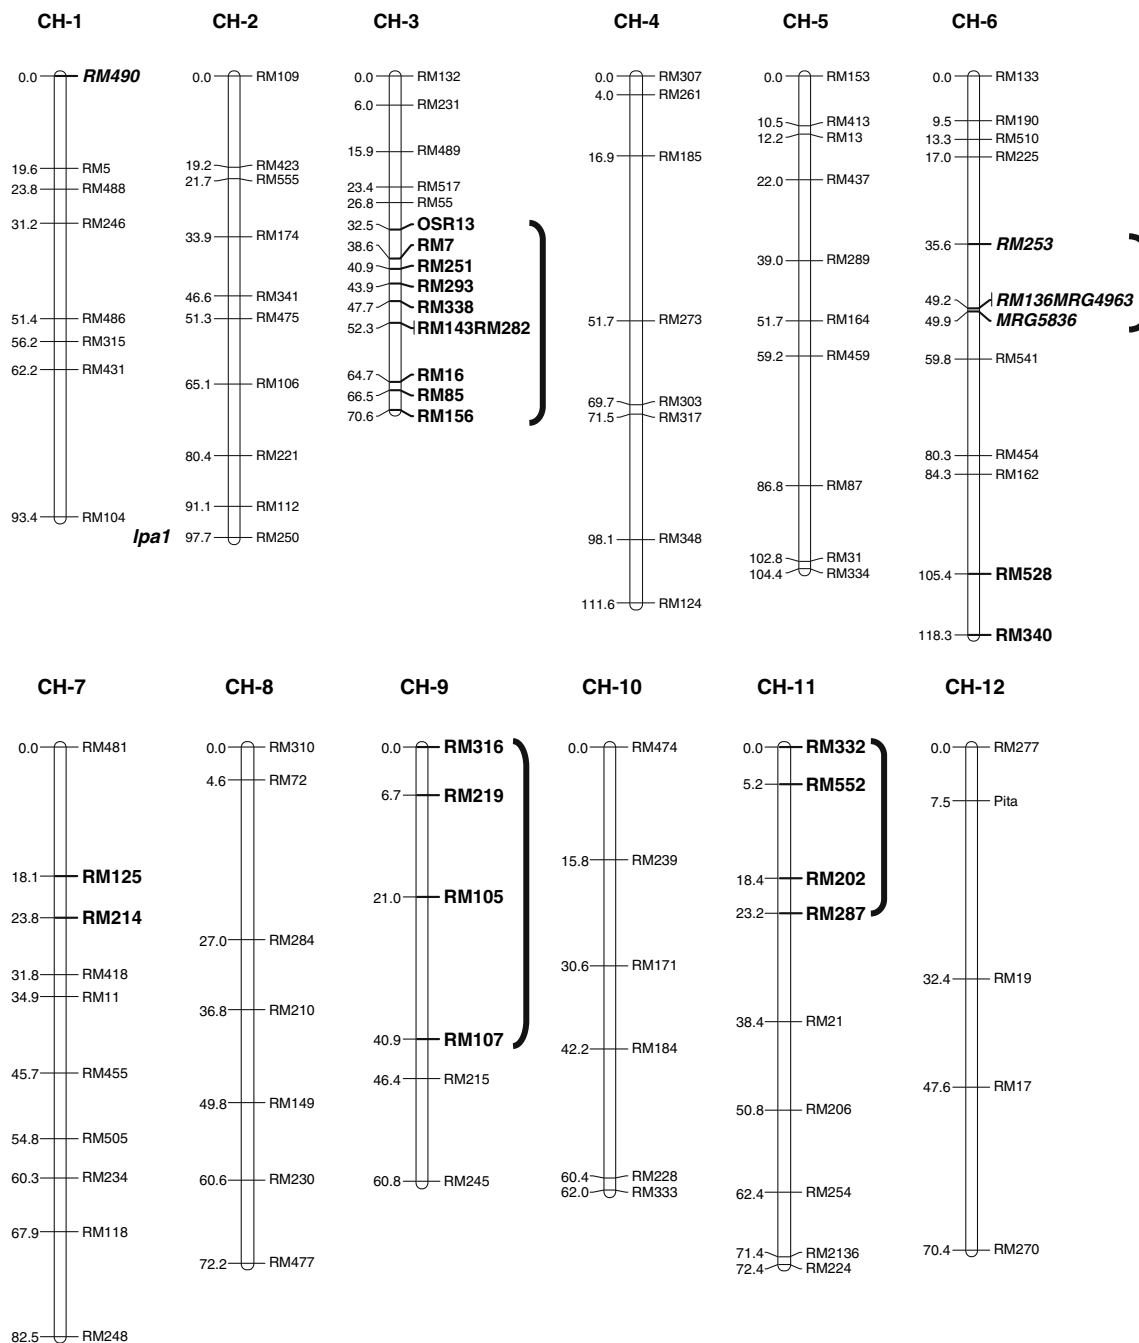 CH-1
0.0 RM490
19.6 RM5
23.8 RM488
31.2 RM246
51.4 RM486
56.2 RM315
62.2 RM431
93.4 RM104
CH-2
0.0 RM109
19.2 RM423
21.7 RM555
33.9 RM174
46.6 RM341
51.3 RM475
65.1 RM106
80.4 RM221
91.1 RM112
lpa1 97.7 RM250
CH-3
0.0 RM132
6.0 RM231
15.9 RM489
23.4 RM517
26.8 RM55
32.5 OSR13
38.6 RM7
40.9 RM251
43.9 RM293
47.7 RM338
52.3 RM143RM282
64.7 RM16
66.5 RM85
70.6 RM156
CH-4
0.0 RM307
4.0 RM261
16.9 RM185
51.7 RM273
69.7 RM303
71.5 RM317
98.1 RM348
111.6 RM124
CH-5
0.0 RM153
10.5 RM413
12.2 RM13
22.0 RM437
39.0 RM289
51.7 RM164
59.2 RM459
86.8 RM87
102.8 RM31
104.4 RM334
CH-6
0.0 RM133
9.5 RM190
13.3 RM510
17.0 RM225
35.6 RM253
49.2 RM136MRG4963
49.9 MRG5836
59.8 RM541
80.3 RM454
84.3 RM162
105.4 RM528
118.3 RM340
CH-7
0.0 RM481
18.1 RM125
23.8 RM214
31.8 RM418
34.9 RM11
45.7 RM455
54.8 RM505
60.3 RM234
67.9 RM118
82.5 RM248
CH-8
0.0 RM310
4.6 RM72
27.0 RM284
36.8 RM210
49.8 RM149
60.6 RM230
72.2 RM477
CH-9
0.0 RM316
6.7 RM219
21.0 RM105
40.9 RM107
46.4 RM215
60.8 RM245
CH-10
0.0 RM474
15.8 RM239
30.6 RM171
42.2 RM184
60.4 RM228
62.0 RM333
CH-11
0.0 RM332
5.2 RM552
18.4 RM202
23.2 RM287
38.4 RM21
50.8 RM206
62.4 RM254
71.4 RM2136
72.4 RM224
CH-12
0.0 RM277
7.5 Pita
32.4 RM19
47.6 RM17
70.4 RM270